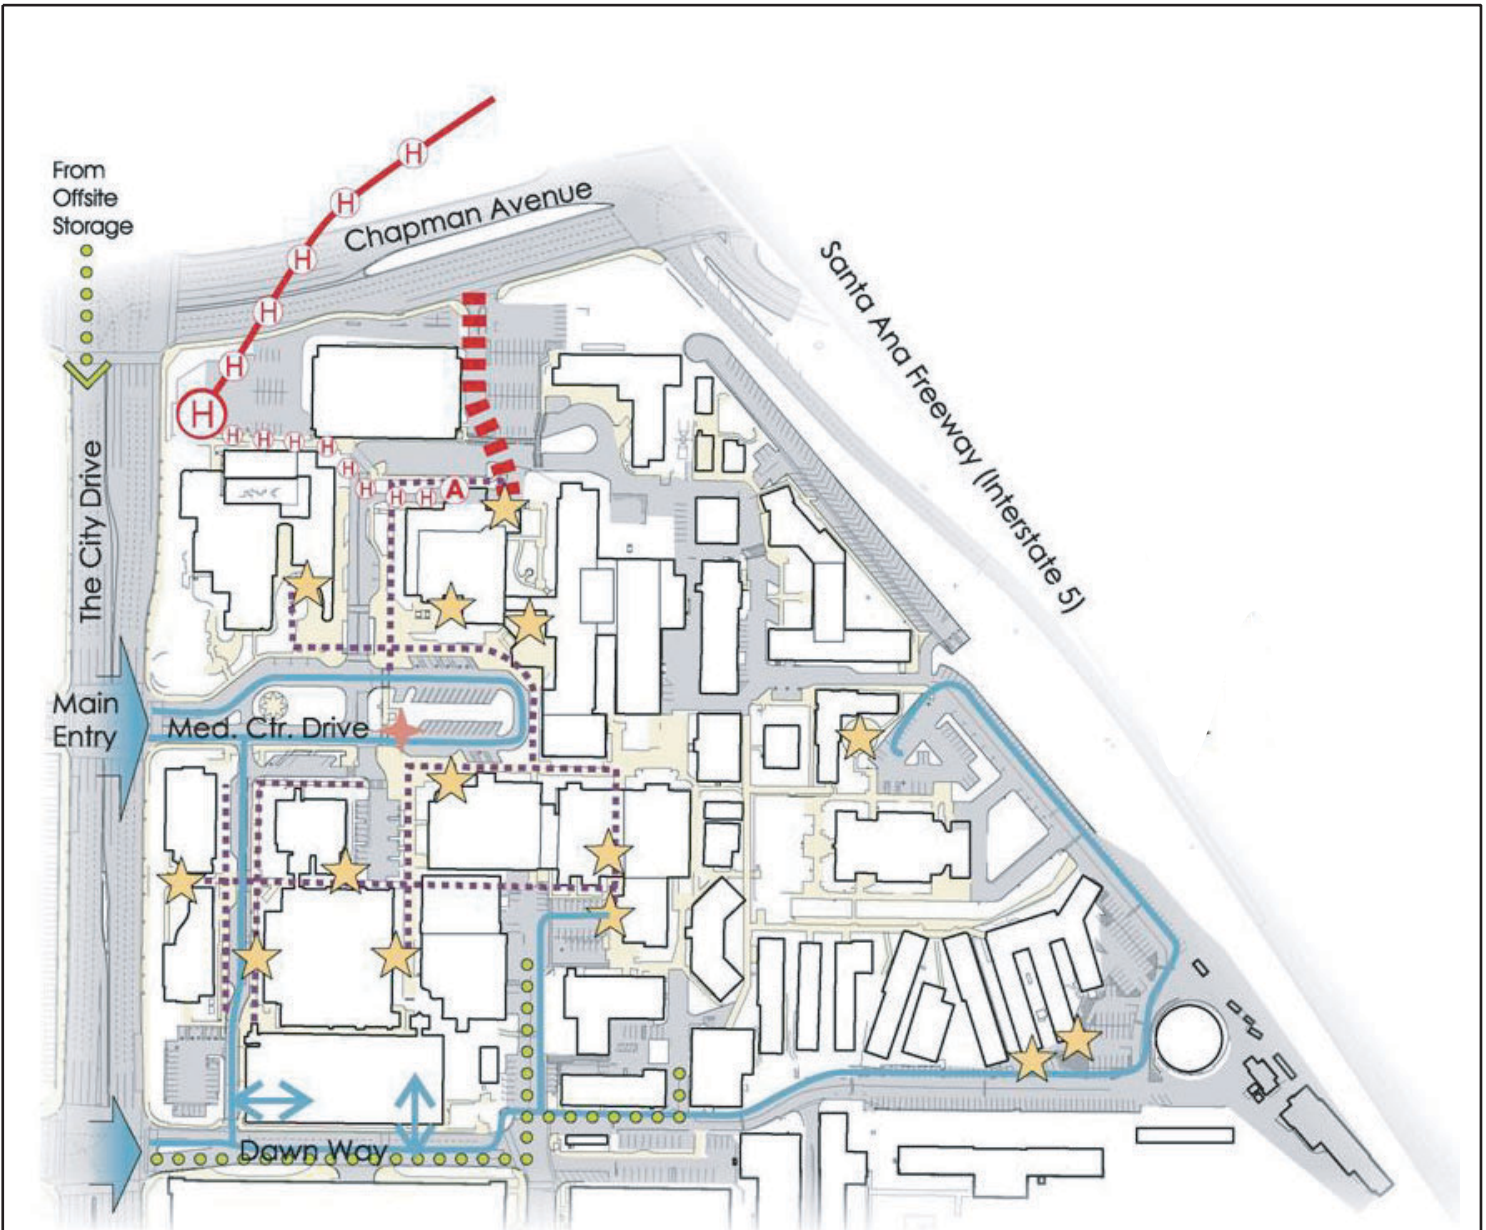 From
Offsite
Storage
Chapman Avenue
Santa Ana Freeway (Interstate 5)
The City Drive
H
H
H
H
H
H
H
H
H
H
H
H
H
H
A
Main
Entry
Med. Ctr. Drive
Dawn Way